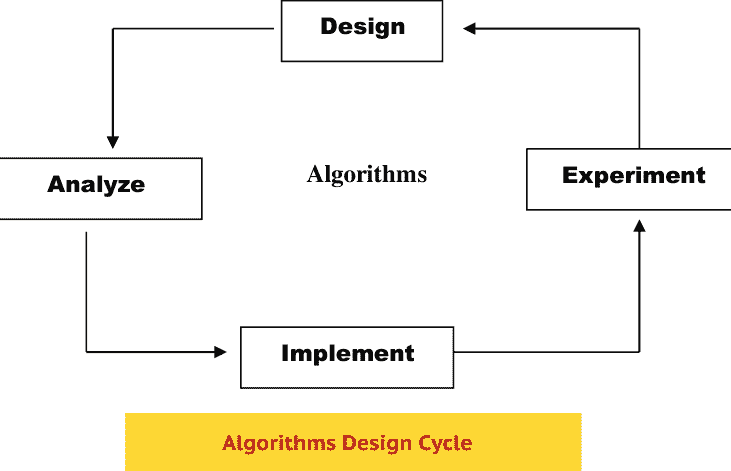 Design
Analyze
Algorithms
Experiment
Implement
Algorithms Design Cycle